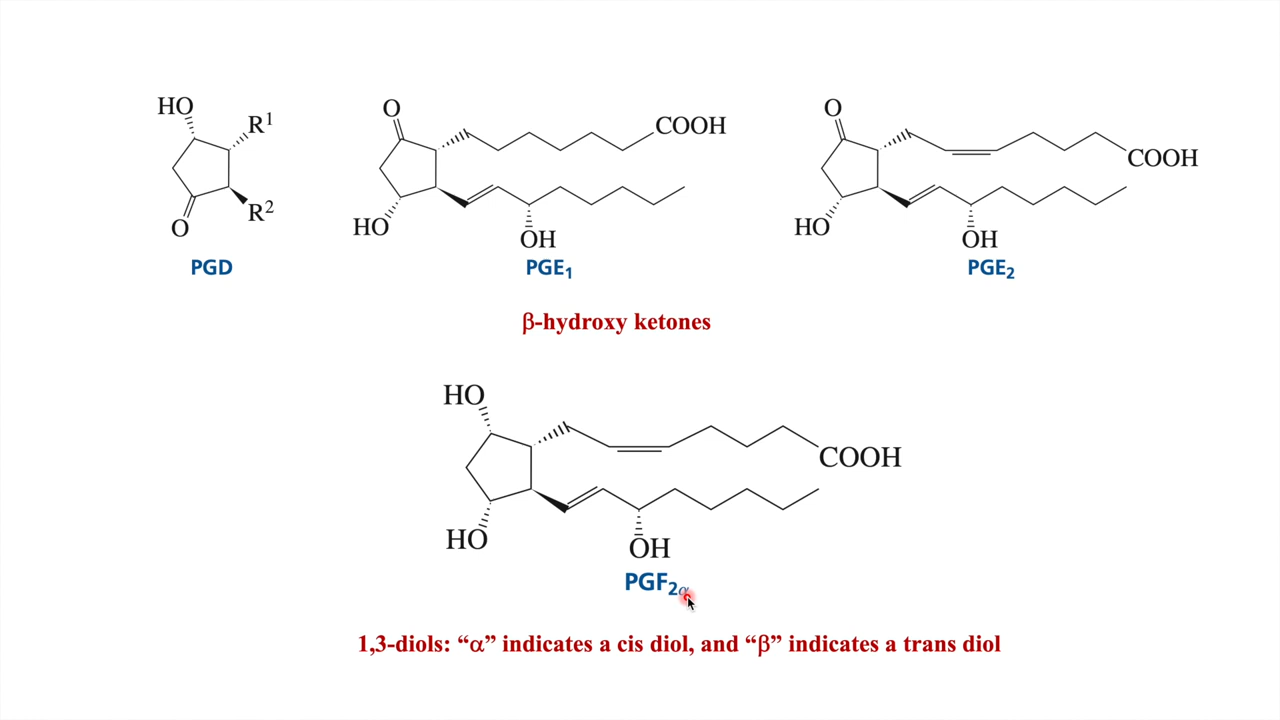 HO
R¹
R²
O
PGD
O
COOH
HO
OH
PGE₁
O
COOH
HO
OH
PGE₂
β-hydroxy ketones
HO
COOH
HO
OH
PGF₂α
1,3-diols: “α” indicates a cis diol, and “β” indicates a trans diol